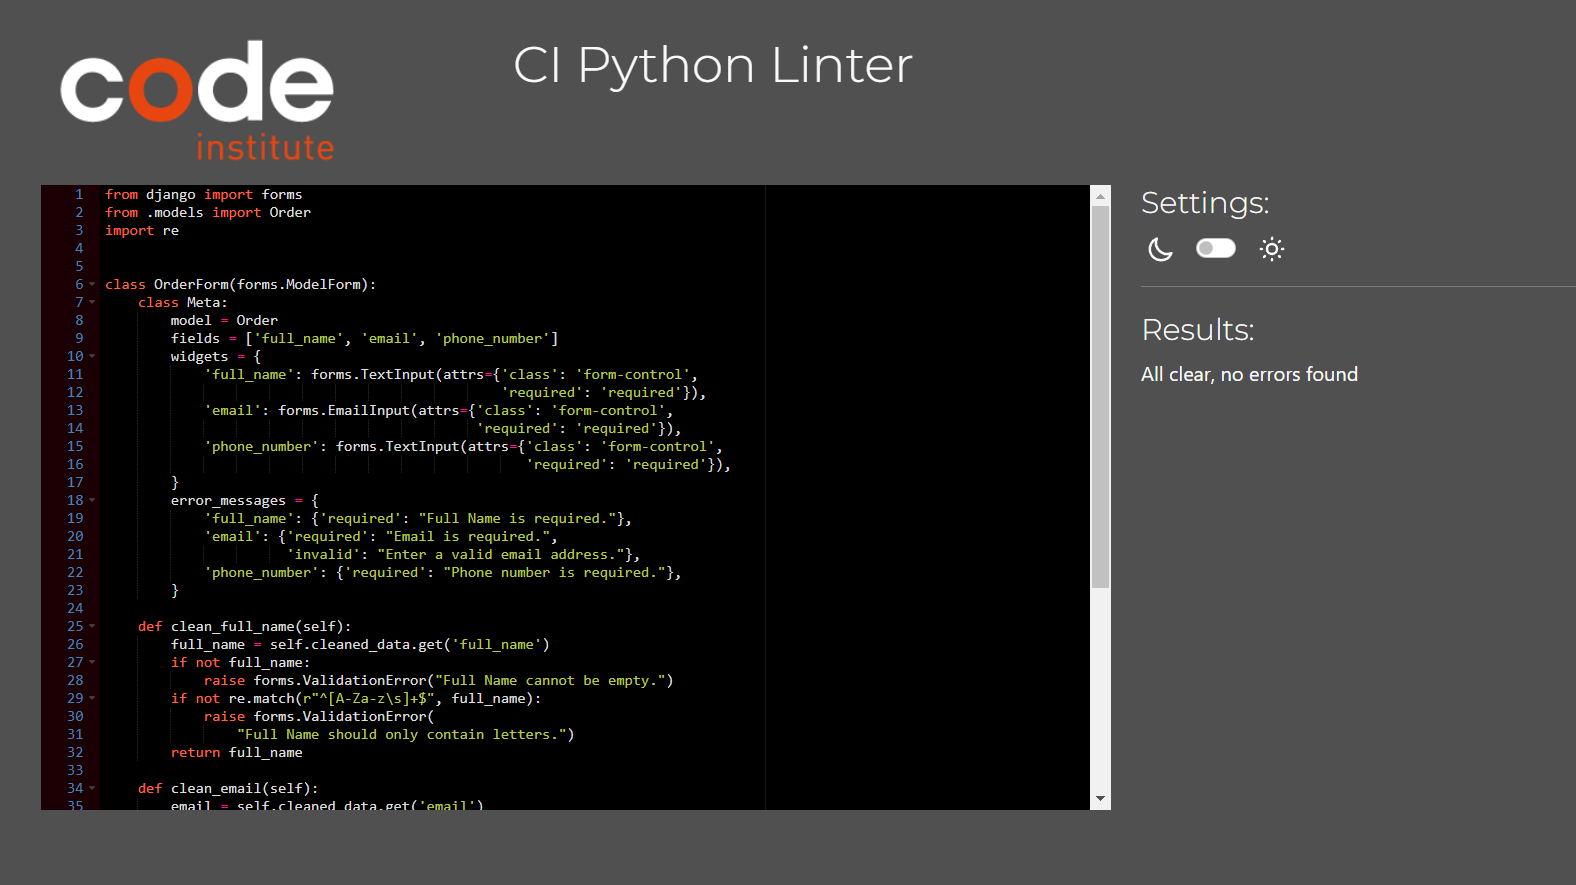 code
institute
CI Python Linter
1 from django import forms
2 from .models import Order
3 import re
4
5
6 class OrderForm(forms.ModelForm):
7     class Meta:
8         model = Order
9         fields = ['full_name', 'email', 'phone_number']
10         widgets = {
11             'full_name': forms.TextInput(attrs={'class': 'form-control',
12                                                 'required': 'required'}),
13             'email': forms.EmailInput(attrs={'class': 'form-control',
14                                              'required': 'required'}),
15             'phone_number': forms.TextInput(attrs={'class': 'form-control',
16                                                    'required': 'required'}),
17         }
18         error_messages = {
19             'full_name': {'required': "Full Name is required."},
20             'email': {'required': "Email is required.",
21                       'invalid': "Enter a valid email address."},
22             'phone_number': {'required': "Phone number is required."},
23         }
24
25     def clean_full_name(self):
26         full_name = self.cleaned_data.get('full_name')
27         if not full_name:
28             raise forms.ValidationError("Full Name cannot be empty.")
29         if not re.match(r"^[A-Za-z\s]+$", full_name):
30             raise forms.ValidationError(
31                 "Full Name should only contain letters.")
32         return full_name
33
34     def clean_email(self):
35         email = self.cleaned_data.get('email')
Settings:
Results:
All clear, no errors found